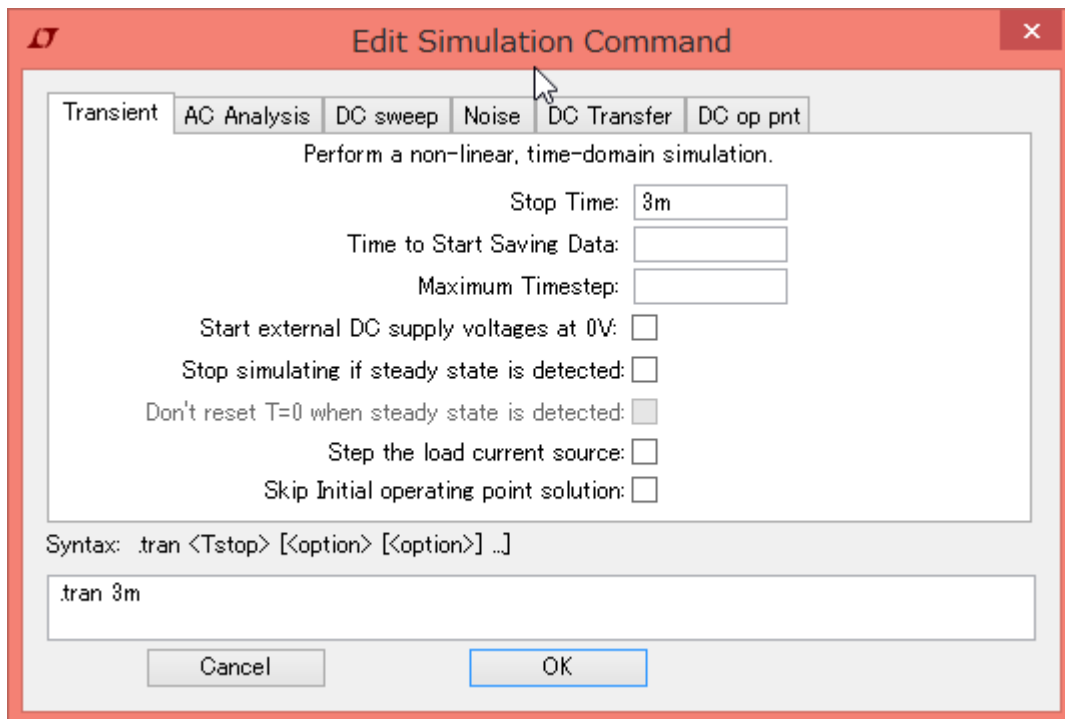 Edit Simulation Command
Transient AC Analysis DC sweep Noise DC Transfer DC op pnt
Perform a non-linear, time-domain simulation.
Stop Time: 3m
Time to Start Saving Data:
Maximum Timestep:
Start external DC supply voltages at 0V:
Stop simulating if steady state is detected:
Don't reset T=0 when steady state is detected:
Step the load current source:
Skip Initial operating point solution:
Syntax: .tran <Tstop> [<option> [<option>] ...]
.tran 3m
Cancel OK